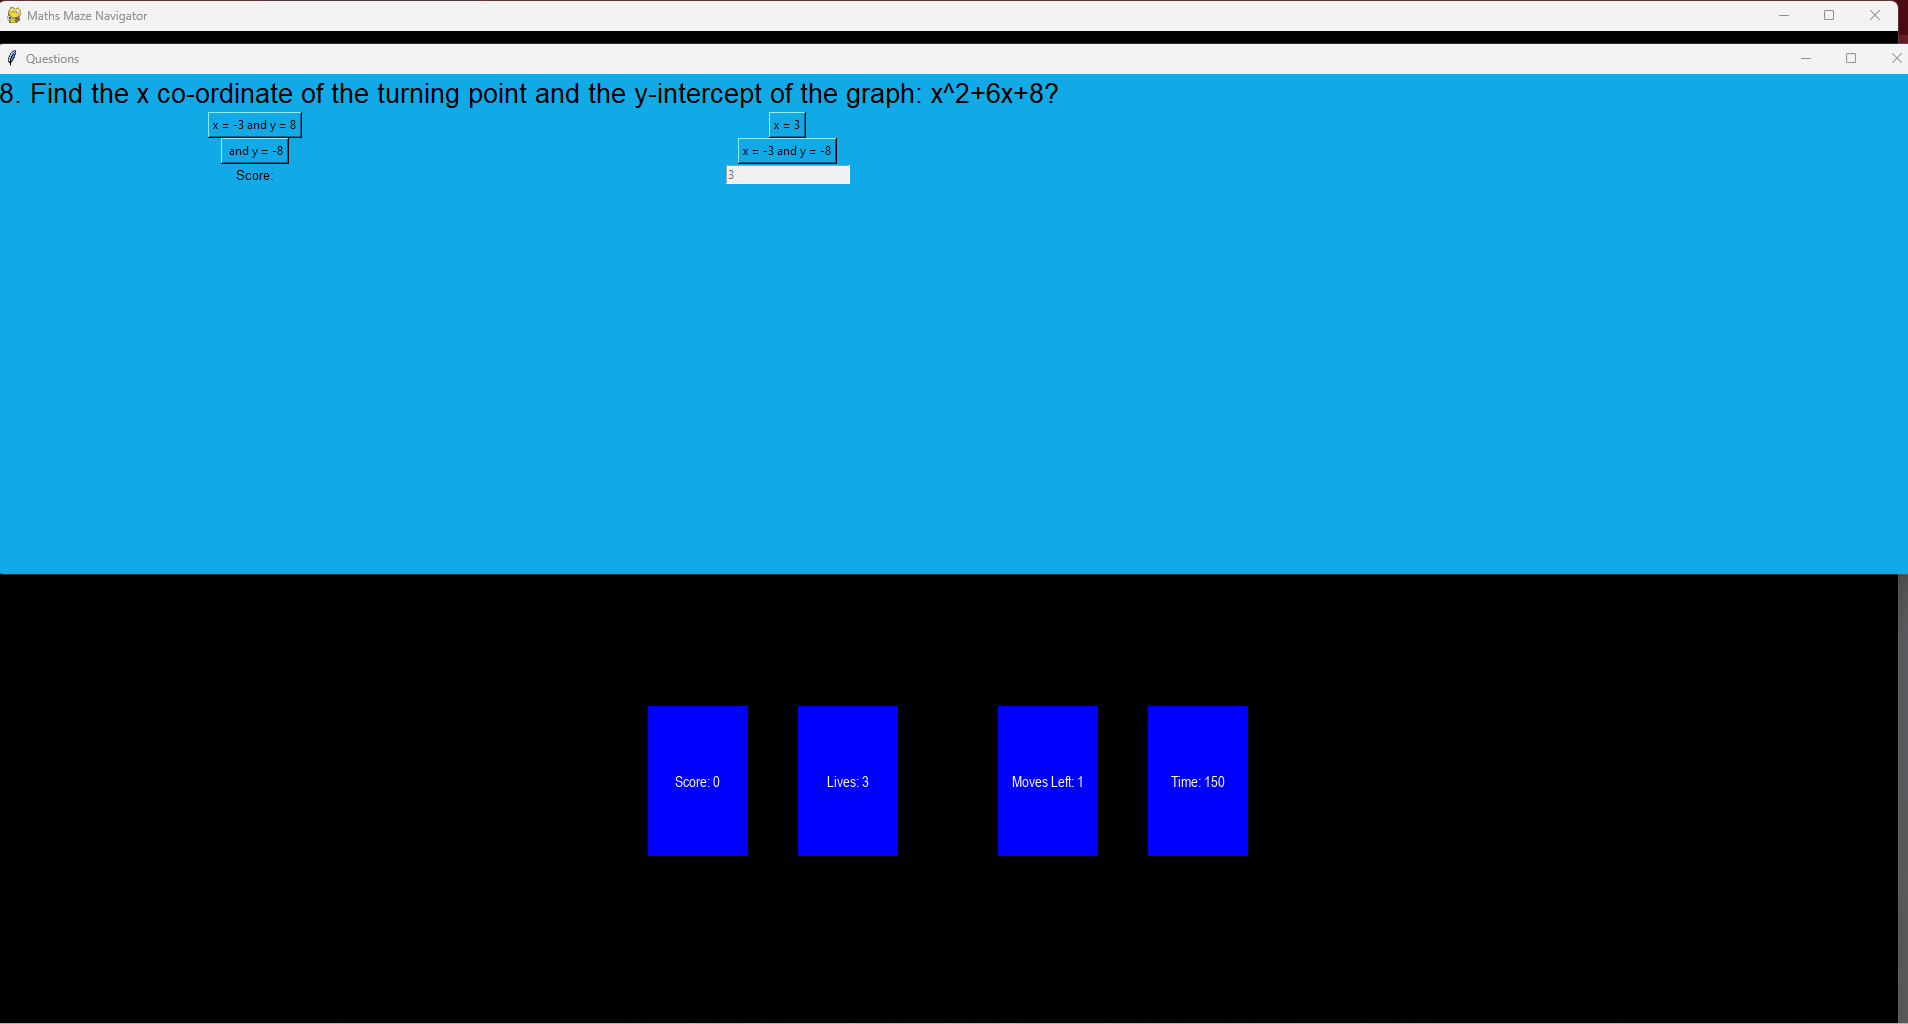 Maths Maze Navigator
Questions
8. Find the x co-ordinate of the turning point and the y-intercept of the graph: x^2+6x+8?
x = -3 and y = 8
x = 3
and y = -8
x = -3 and y = -8
Score:
3
Score: 0
Lives: 3
Moves Left: 1
Time: 150